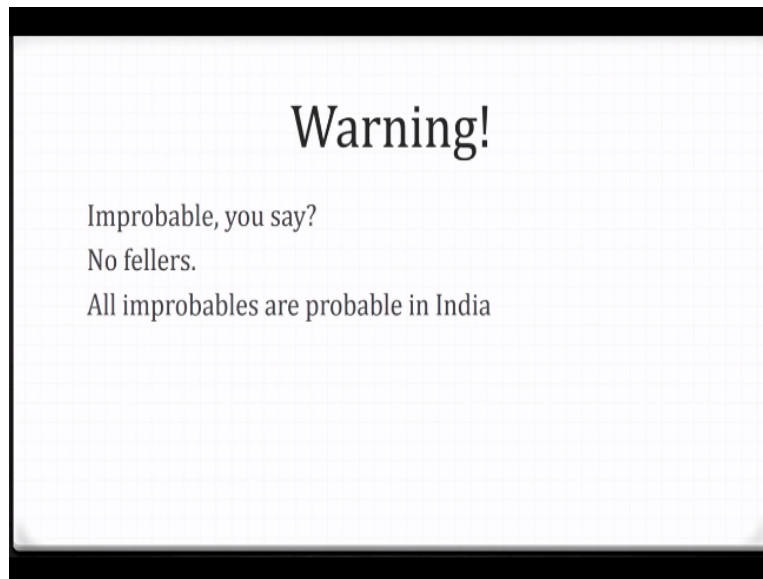 Warning!
Improbable, you say?
No fellers.
All improbables are probable in India